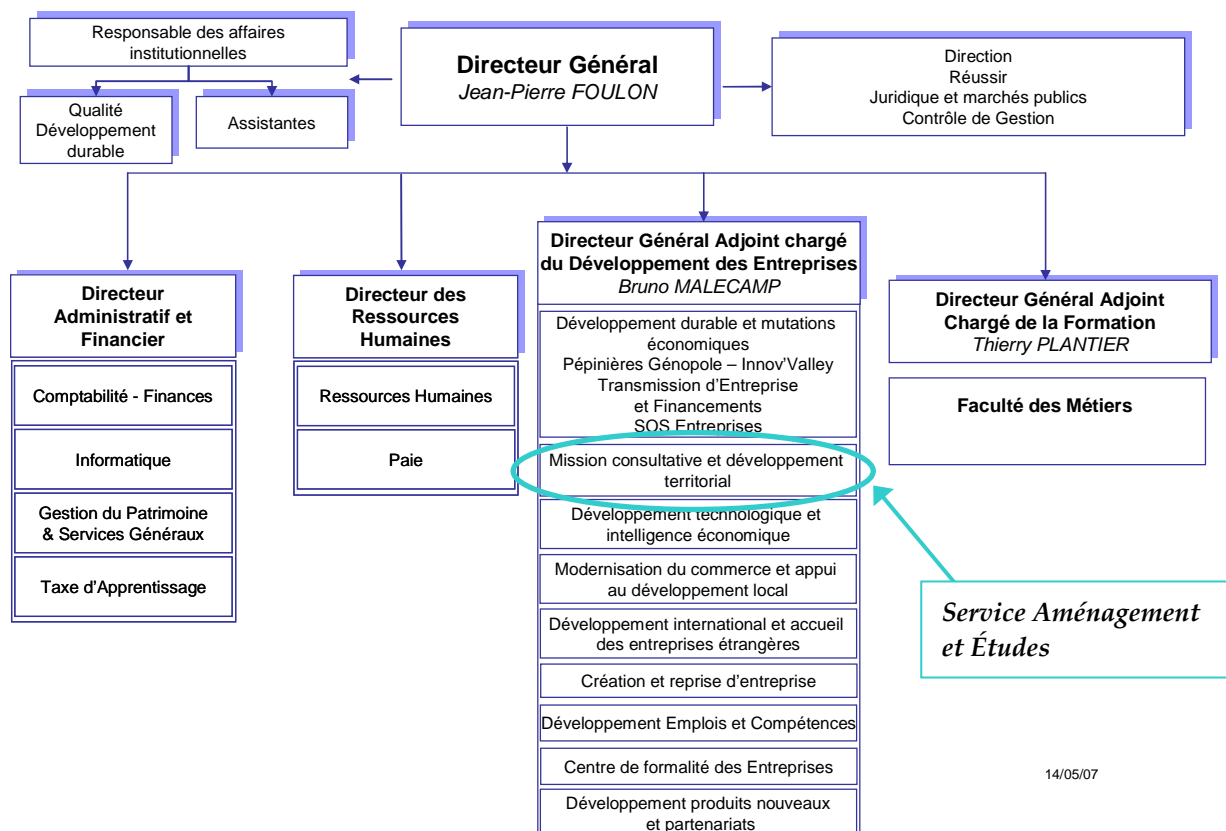 Responsable des affaires
institutionnelles
Qualité
Développement
durable
Assistantes
Directeur Général
Jean-Pierre FOULON
Direction
Réussir
Juridique et marchés publics
Contrôle de Gestion
Directeur
Administratif et
Financier
Comptabilité - Finances
Informatique
Gestion du Patrimoine
& Services Généraux
Taxe d'Apprentissage
Directeur des
Ressources
Humaines
Ressources Humaines
Paie
Directeur Général Adjoint chargé
du Développement des Entreprises
Bruno MALECAMP
Développement durable et mutations
économiques
Pépinières Génopole – Innov'Valley
Transmission d'Entreprise
et Financements
SOS Entreprises
Mission consultative et développement
territorial
Développement technologique et
intelligence économique
Modernisation du commerce et appui
au développement local
Développement international et accueil
des entreprises étrangères
Création et reprise d'entreprise
Développement Emplois et Compétences
Centre de formalité des Entreprises
Développement produits nouveaux
et partenariats
Directeur Général Adjoint
Chargé de la Formation
Thierry PLANTIER
Faculté des Métiers
Service Aménagement
et Études
14/05/07